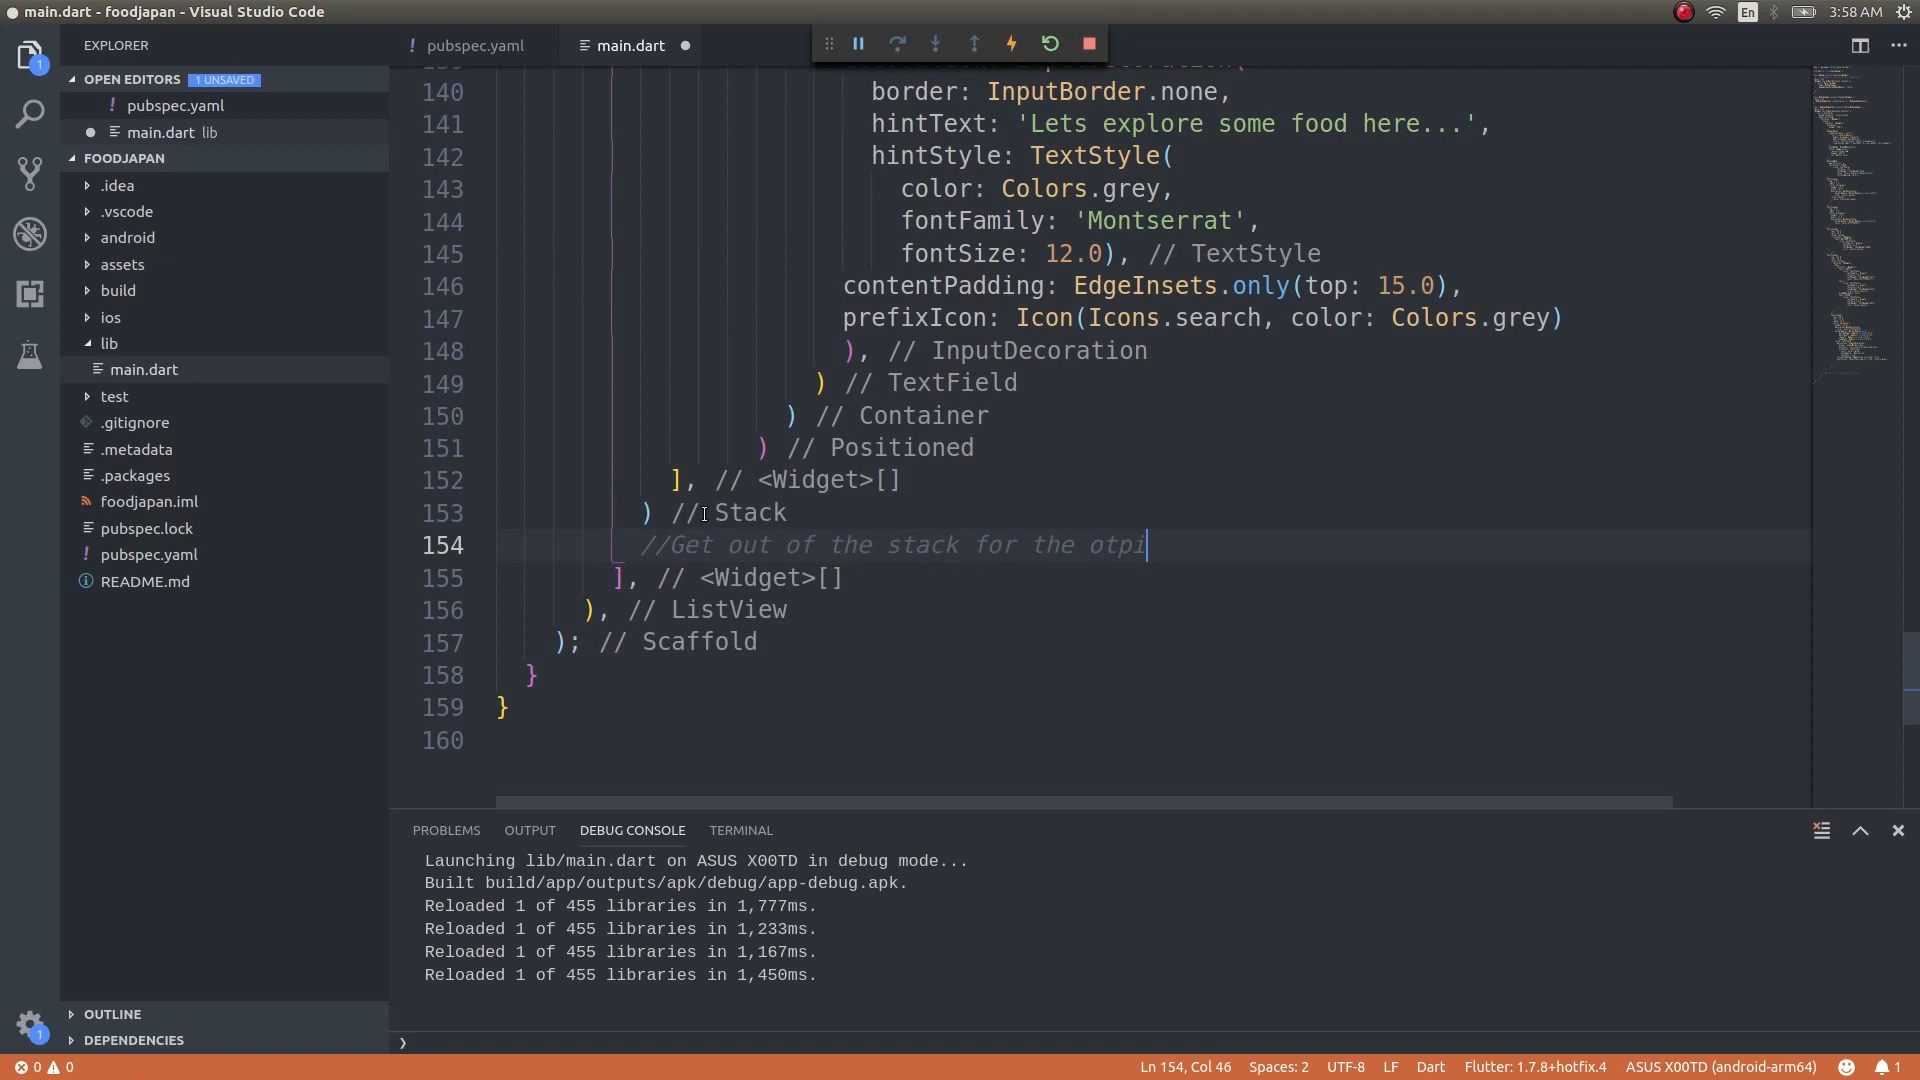 main.dart - foodjapan - Visual Studio Code
En
3:58 AM
EXPLORER
OPEN EDITORS 1 UNSAVED
! pubspec.yaml
main.dart lib
FOODJAPAN
.idea
.vscode
android
assets
build
ios
lib
main.dart
test
.gitignore
.metadata
.packages
foodjapan.iml
pubspec.lock
! pubspec.yaml
README.md
OUTLINE
DEPENDENCIES
! pubspec.yaml
main.dart
140 border: InputBorder.none,
141 hintText: 'Lets explore some food here...',
142 hintStyle: TextStyle(
143 color: Colors.grey,
144 fontFamily: 'Montserrat',
145 fontSize: 12.0), // TextStyle
146 contentPadding: EdgeInsets.only(top: 15.0),
147 prefixIcon: Icon(Icons.search, color: Colors.grey)
148 ), // InputDecoration
149 ) // TextField
150 ) // Container
151 ) // Positioned
152 ], // <Widget>[]
153 ) // Stack
154 //Get out of the stack for the otpi
155 ], // <Widget>[]
156 ), // ListView
157 ); // Scaffold
158 }
159 }
160
PROBLEMS OUTPUT DEBUG CONSOLE TERMINAL
Launching lib/main.dart on ASUS X00TD in debug mode...
Built build/app/outputs/apk/debug/app-debug.apk.
Reloaded 1 of 455 libraries in 1,777ms.
Reloaded 1 of 455 libraries in 1,233ms.
Reloaded 1 of 455 libraries in 1,167ms.
Reloaded 1 of 455 libraries in 1,450ms.
0 0 Ln 154, Col 46 Spaces: 2 UTF-8 LF Dart Flutter: 1.7.8+hotfix.4 ASUS X00TD (android-arm64) 1